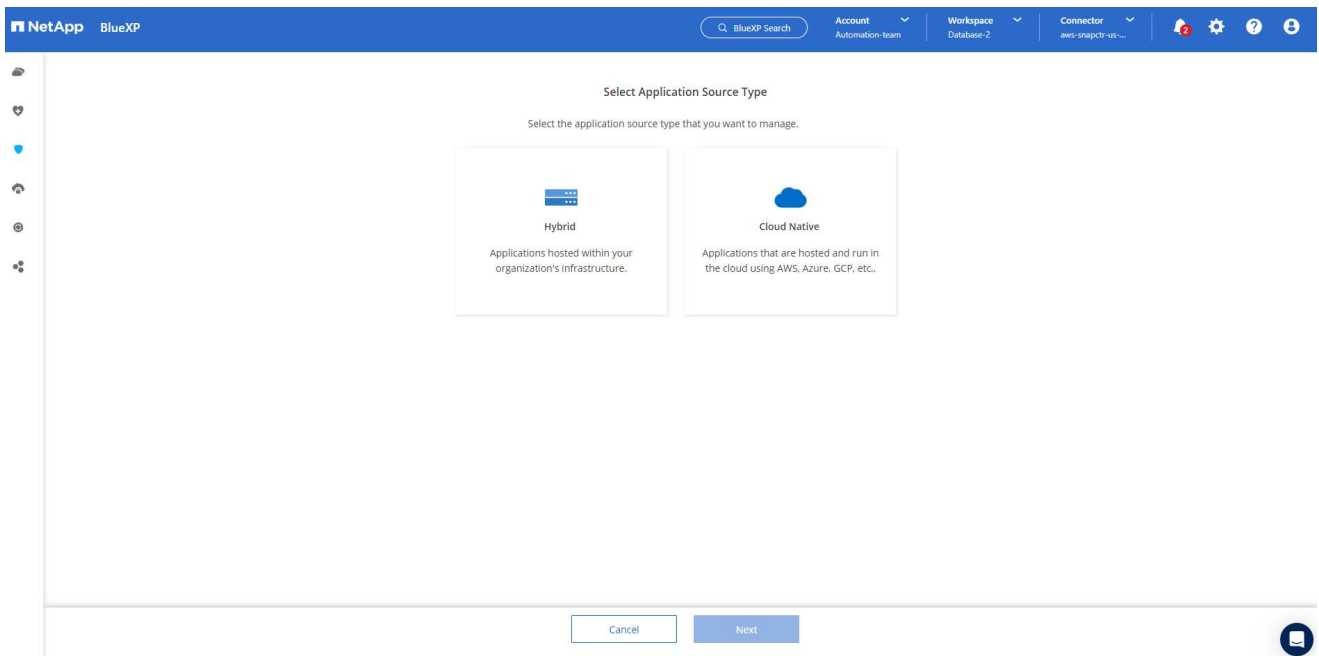 NetApp BlueXP
BlueXP Search
Account
Automation-team
Workspace
Database-2
Connector
aws-snapctr-us-...
2
Select Application Source Type
Select the application source type that you want to manage.
Hybrid
Applications hosted within your
organization's infrastructure.
Cloud Native
Applications that are hosted and run in
the cloud using AWS, Azure, GCP, etc..
Cancel
Next